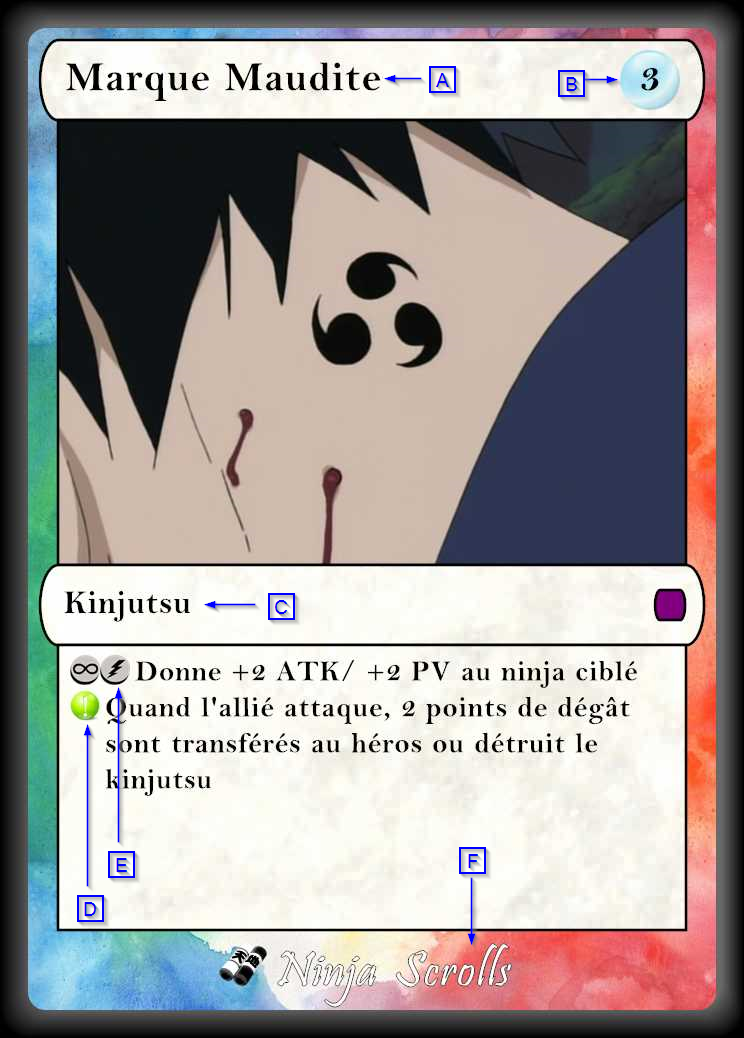 Marque Maudite
A
B
3
Kinjutsu
C
Donne +2 ATK/ +2 PV au ninja ciblé
Quand l'allié attaque, 2 points de dégât
sont transférés au héros ou détruit le
kinjutsu
E
F
D
Ninja Scrolls